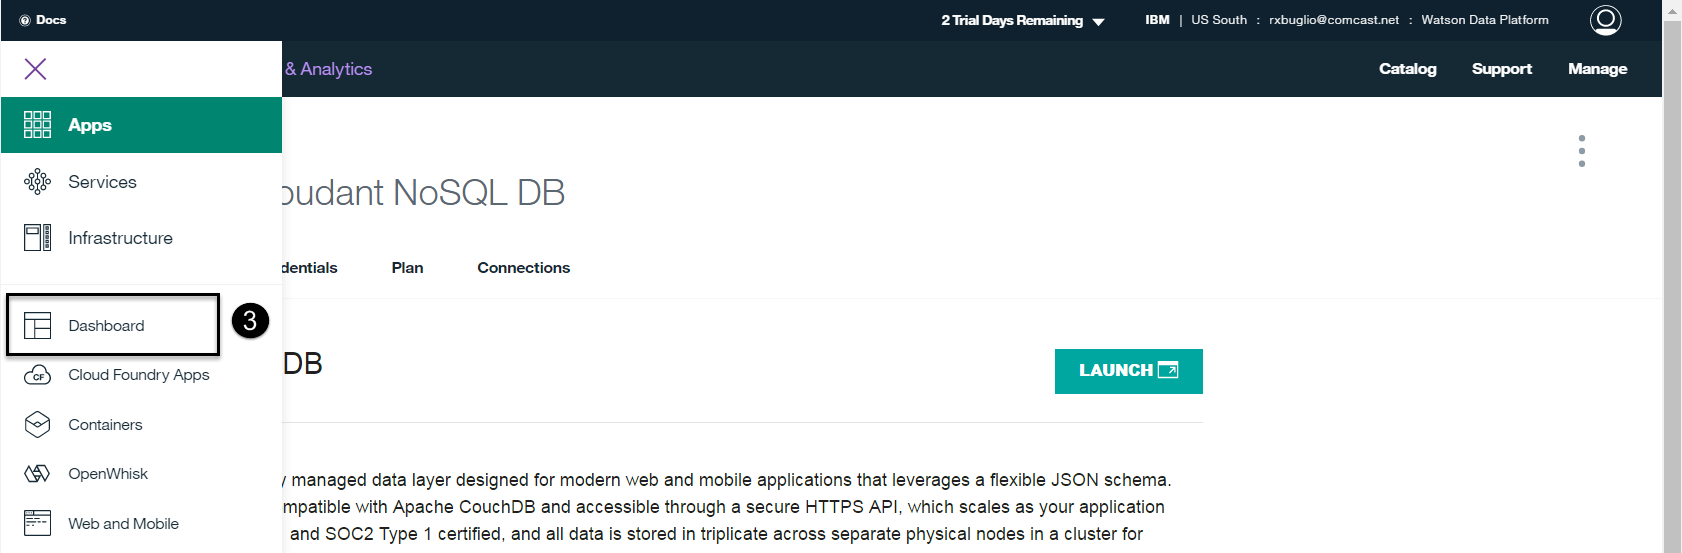 Docs
2 Trial Days Remaining
IBM | US South : rxbuglio@comcast.net : Watson Data Platform
& Analytics
Catalog Support Manage
Apps
Services
oudant NoSQL DB
Infrastructure
dentials Plan Connections
Dashboard
3
DB
LAUNCH
Cloud Foundry Apps
CF
Containers
OpenWhisk
y managed data layer designed for modern web and mobile applications that leverages a flexible JSON schema.
mpatible with Apache CouchDB and accessible through a secure HTTPS API, which scales as your application
Web and Mobile
and SOC2 Type 1 certified, and all data is stored in triplicate across separate physical nodes in a cluster for